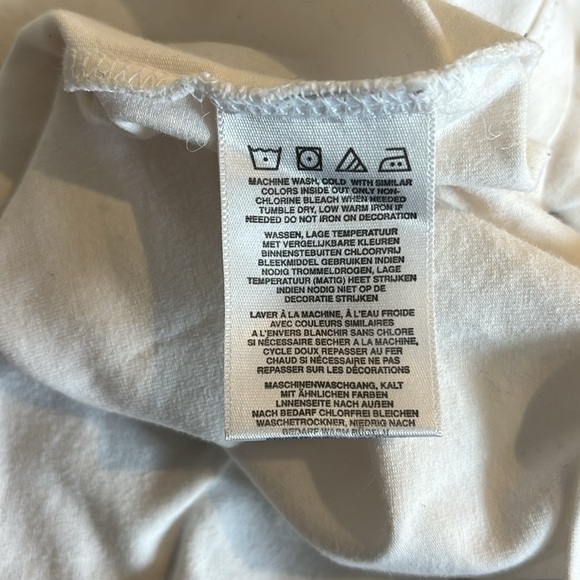 MACHINE WASH, COLD WITH SIMILAR
COLORS INSIDE OUT ONLY NON-
CHLORINE BLEACH WHEN NEEDED
TUMBLE DRY, LOW WARM IRON IF
NEEDED DO NOT IRON ON DECORATION
WASSEN, LAGE TEMPERATUUR
MET VERGELIJKBARE KLEUREN
BINNENSTEBUITEN CHLOORVRIJ
BLEEKMIDDEL GEBRUIKEN INDIEN
NODIG TROMMELDROGEN, LAGE
TEMPERATUUR (MATIG) HEET STRIJKEN
INDIEN NODIG NIET OP DE
DECORATIE STRIJKEN
LAVER À LA MACHINE, À L'EAU FROIDE
AVEC COULEURS SIMILAIRES
A L'ENVERS BLANCHIR SANS CHLORE
SI NÉCESSAIRE SECHER A LA MACHINE,
CYCLE DOUX REPASSER AU FER
CHAUD SI NÉCESSAIRE NE PAS
REPASSER SUR LES DÉCORATIONS
MASCHINENWASCHGANG, KALT
MIT ÄHNLICHEN FARBEN
LNNENSEITE NACH AUßEN
NACH BEDARF CHLORFREI BLEICHEN
WASCHETROCKNER, NIEDRIG NACH
BEDARF WARM